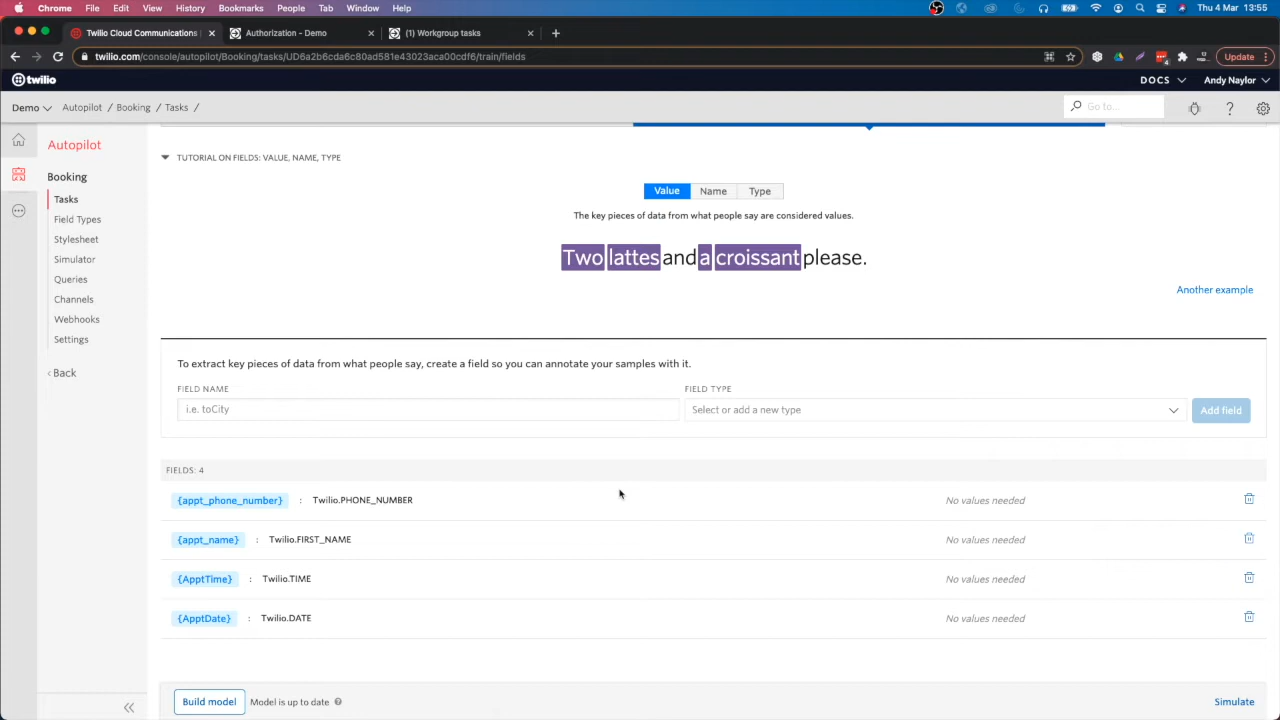 Chrome File Edit View History Bookmarks People Tab Window Help Thu 4 Mar 13:55
Twilio Cloud Communications Authorization - Demo (1) Workgroup tasks
twilio.com/console/autopilot/Booking/tasks/UD6a2b6cda6c80ad581e43023aca00cdf6/train/fields Update
twilio DOCS Andy Naylor
Demo Autopilot / Booking / Tasks / Go to...
Autopilot
Booking
Tasks
Field Types
Stylesheet
Simulator
Queries
Channels
Webhooks
Settings
‹ Back
TUTORIAL ON FIELDS: VALUE, NAME, TYPE
Value Name Type
The key pieces of data from what people say are considered values.
Two lattes and a croissant please.
Another example
To extract key pieces of data from what people say, create a field so you can annotate your samples with it.
FIELD NAME FIELD TYPE
i.e. toCity Select or add a new type Add field
FIELDS: 4
{appt_phone_number} : Twilio.PHONE_NUMBER No values needed
{appt_name} : Twilio.FIRST_NAME No values needed
{ApptTime} : Twilio.TIME No values needed
{ApptDate} : Twilio.DATE No values needed
Build model Model is up to date Simulate